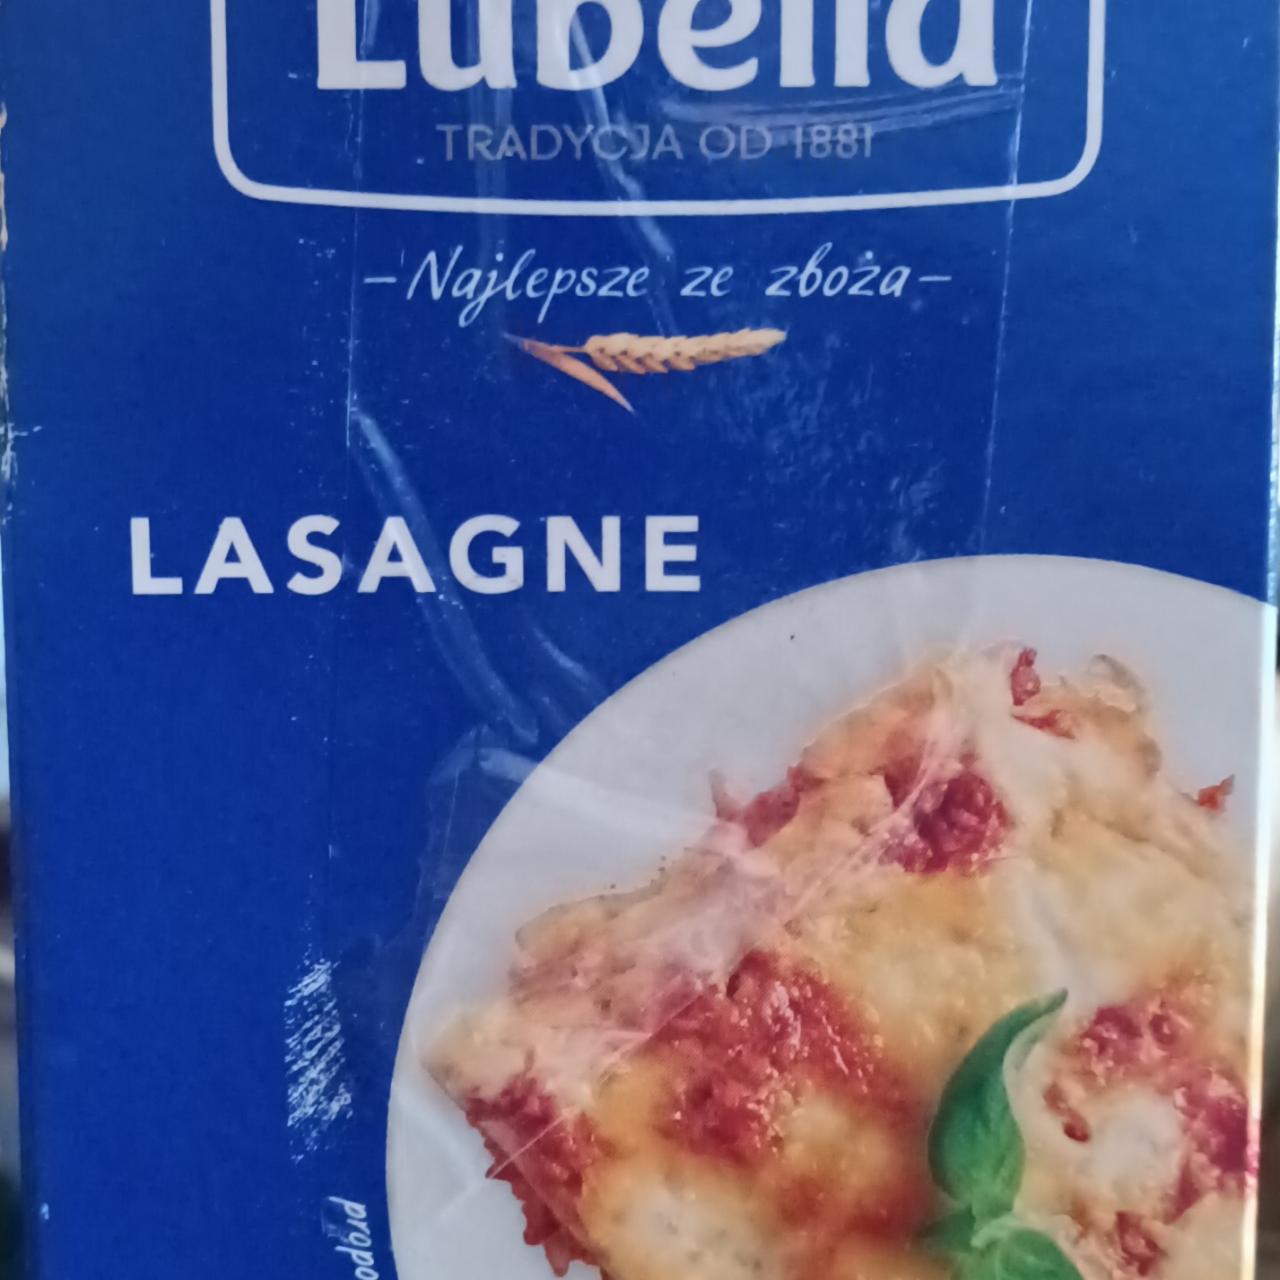 Lubella
TRADYCJA OD 1881
– Najlepsze ze zboża –
LASAGNE